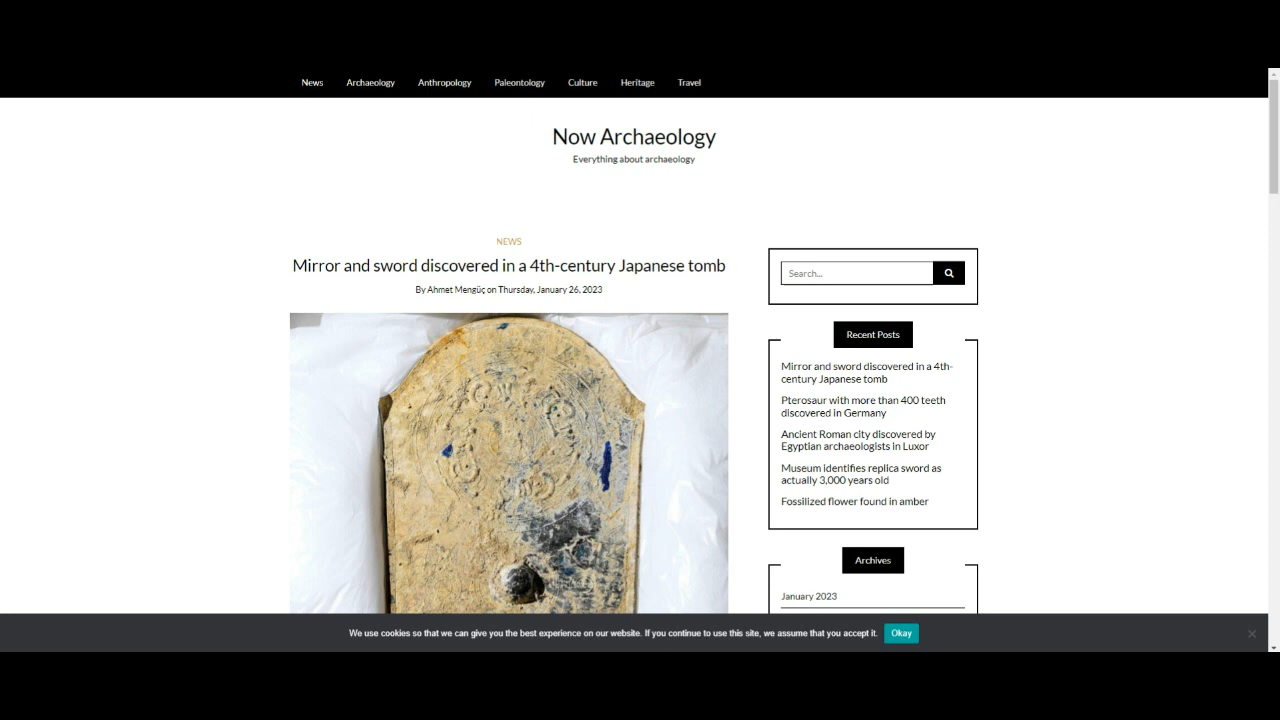 News Archaeology Anthropology Paleontology Culture Heritage Travel
Now Archaeology
Everything about archaeology
NEWS
Mirror and sword discovered in a 4th-century Japanese tomb
By Ahmet Mengüç on Thursday, January 26, 2023
Search...
Recent Posts
Mirror and sword discovered in a 4th-
century Japanese tomb
Pterosaur with more than 400 teeth
discovered in Germany
Ancient Roman city discovered by
Egyptian archaeologists in Luxor
Museum identifies replica sword as
actually 3,000 years old
Fossilized flower found in amber
Archives
January 2023
We use cookies so that we can give you the best experience on our website. If you continue to use this site, we assume that you accept it. Okay